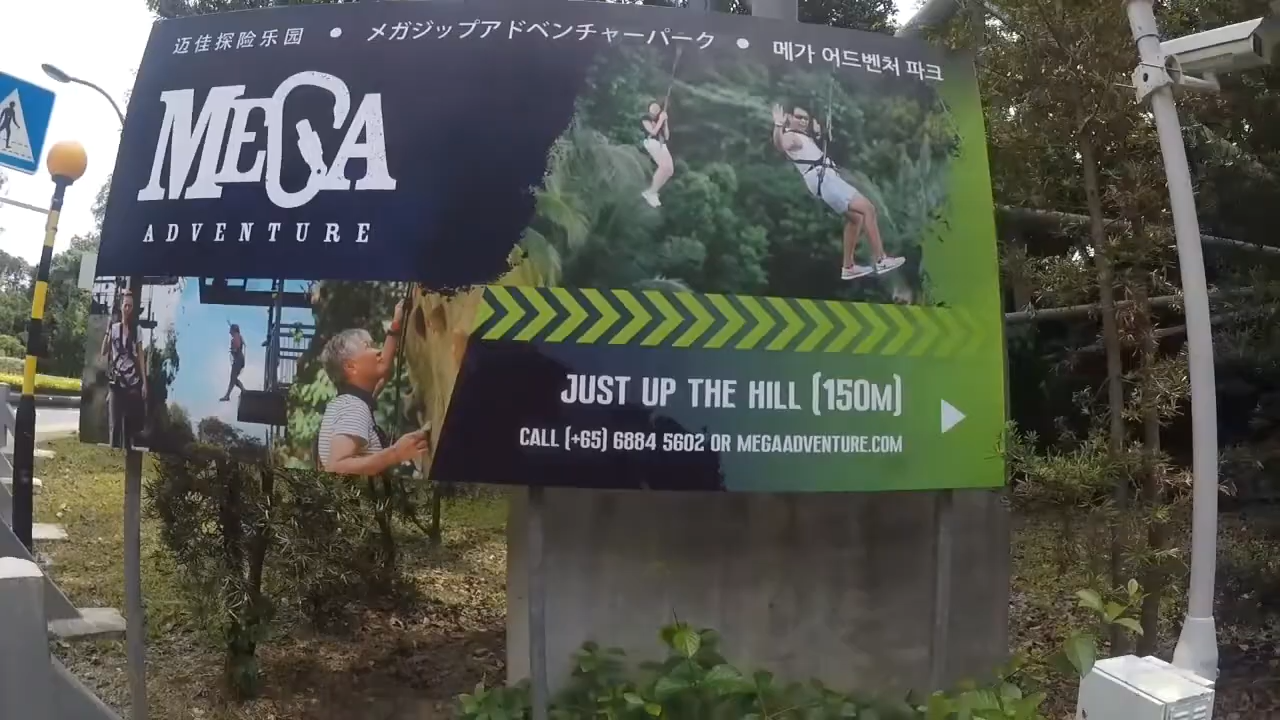 迈佳探险乐园 • メガジップアドベンチャーパーク • 메가 어드벤처 파크
MEGA
ADVENTURE
JUST UP THE HILL (150M)
CALL (+65) 6884 5602 OR MEGAADVENTURE.COM